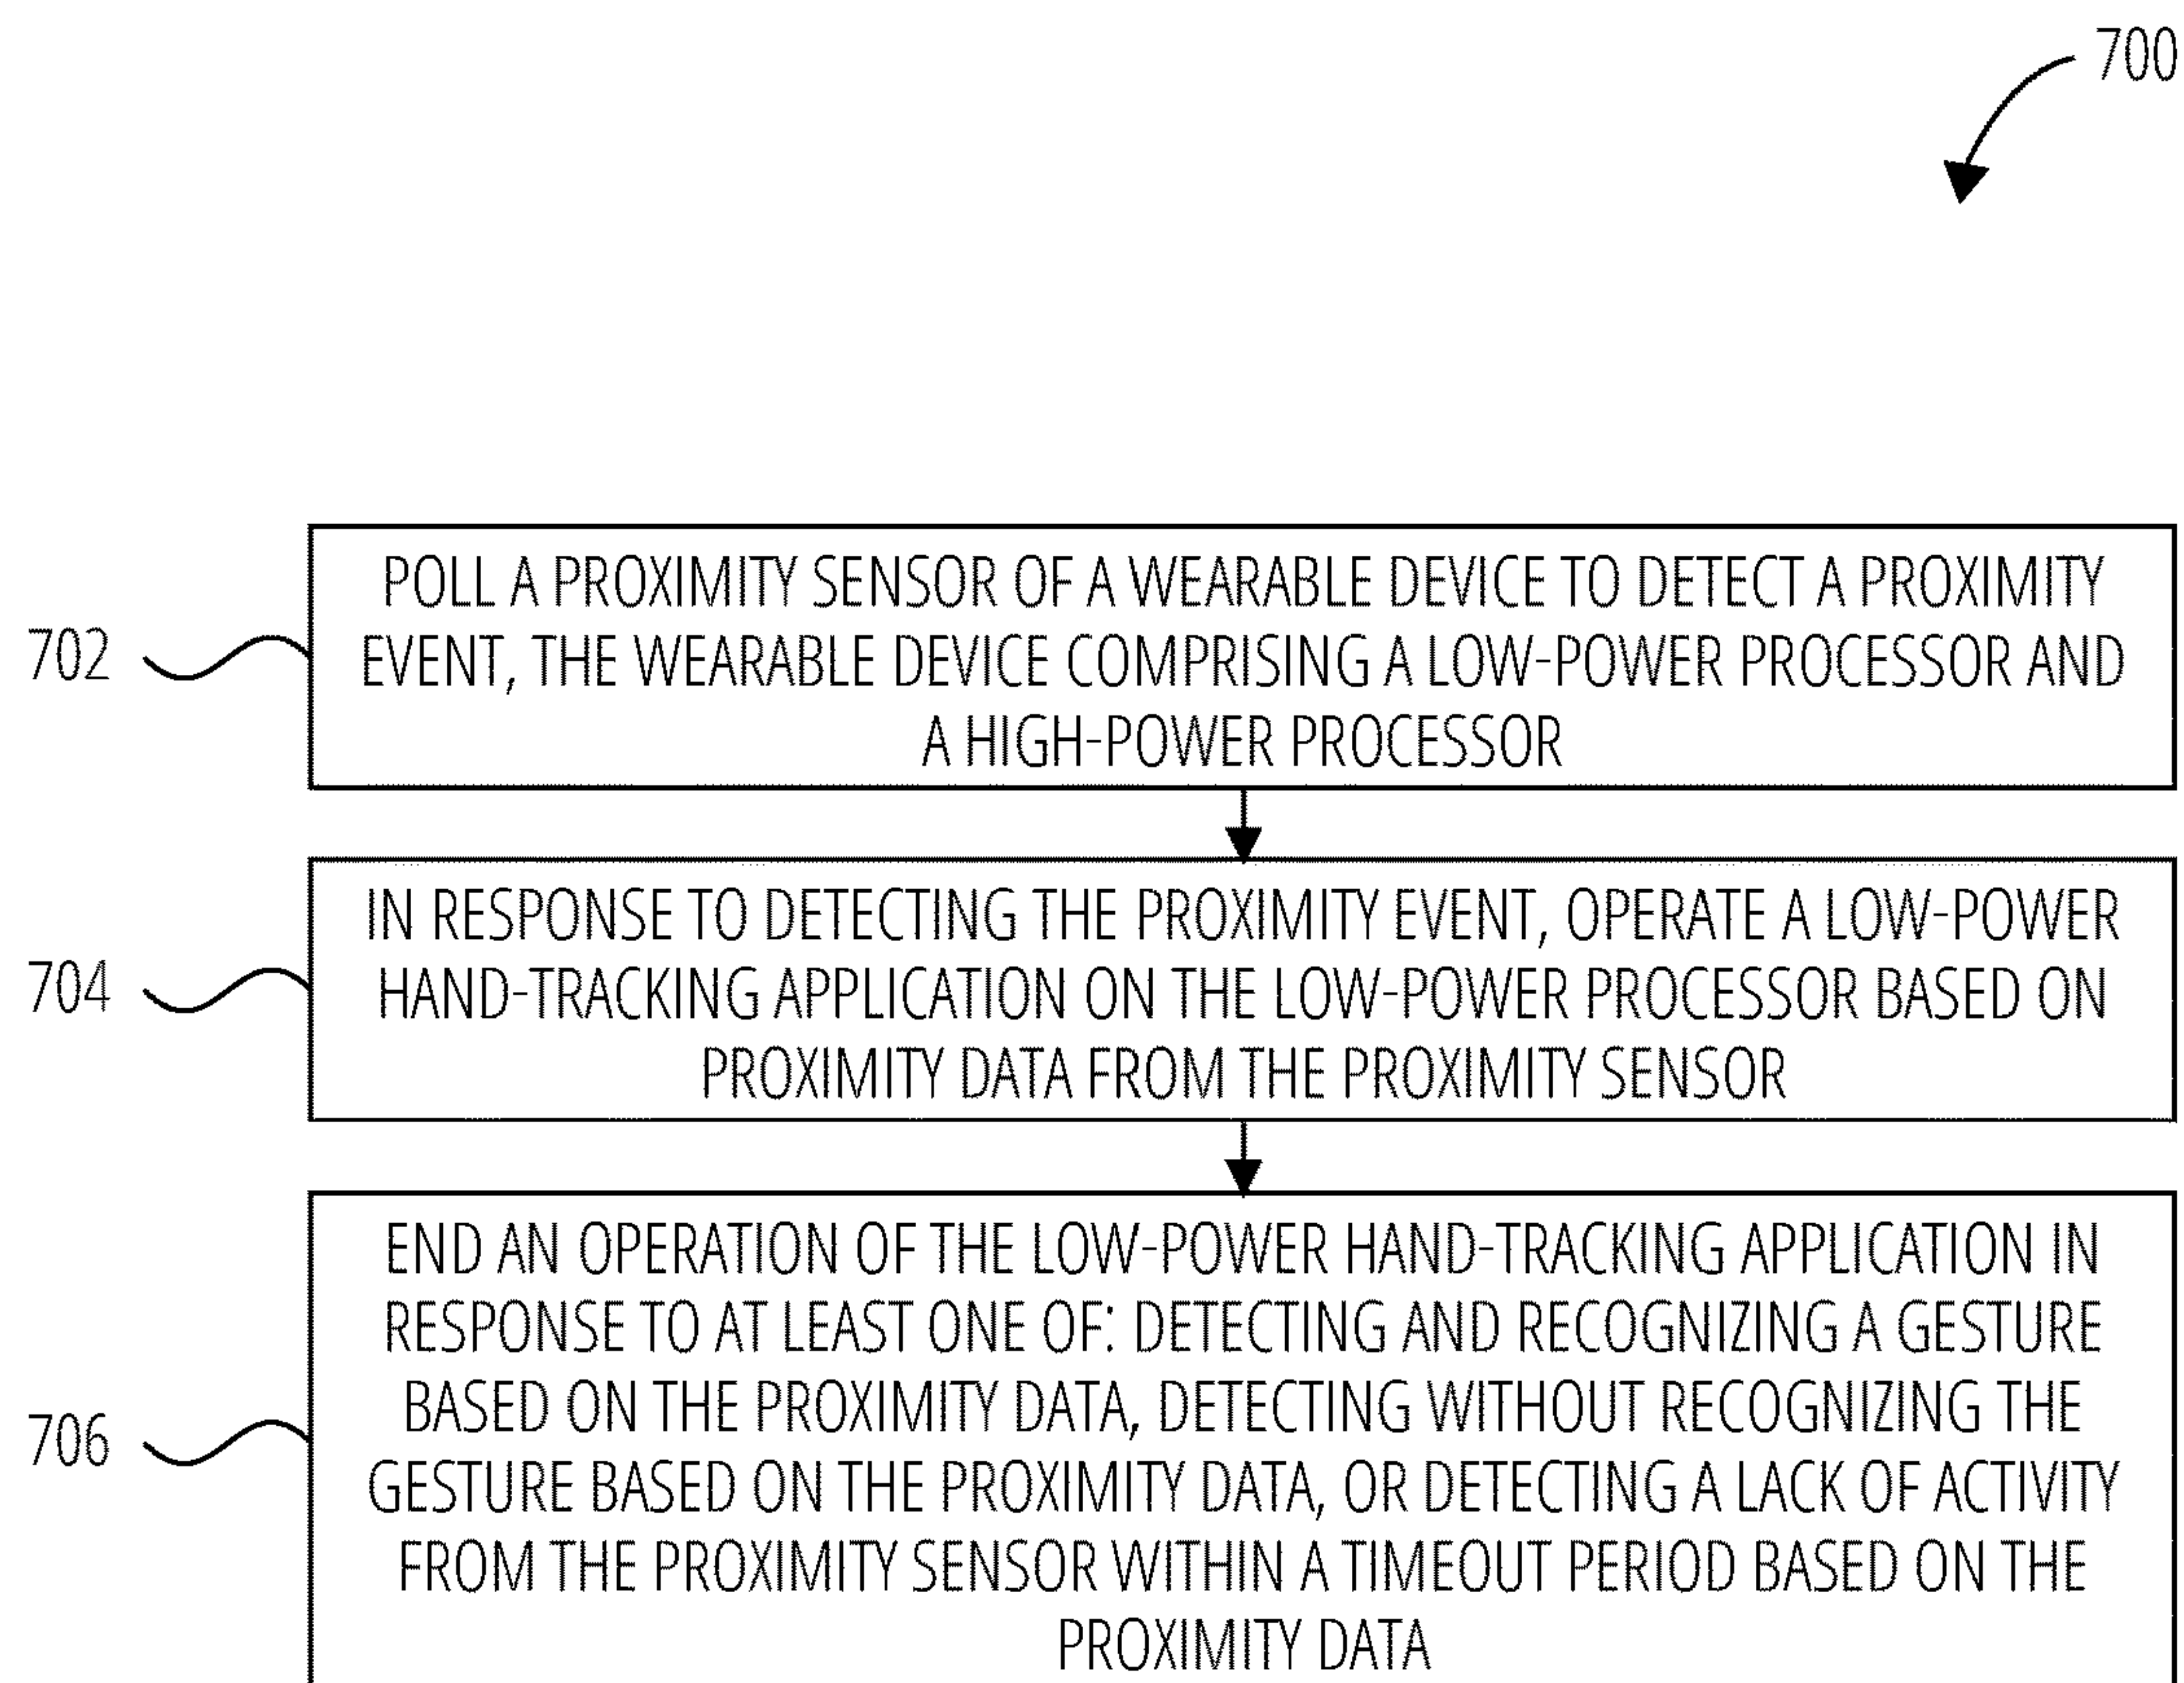 700
702
POLL A PROXIMITY SENSOR OF A WEARABLE DEVICE TO DETECT A PROXIMITY
EVENT, THE WEARABLE DEVICE COMPRISING A LOW-POWER PROCESSOR AND
A HIGH-POWER PROCESSOR
704
IN RESPONSE TO DETECTING THE PROXIMITY EVENT, OPERATE A LOW-POWER
HAND-TRACKING APPLICATION ON THE LOW-POWER PROCESSOR BASED ON
PROXIMITY DATA FROM THE PROXIMITY SENSOR
706
END AN OPERATION OF THE LOW-POWER HAND-TRACKING APPLICATION IN
RESPONSE TO AT LEAST ONE OF: DETECTING AND RECOGNIZING A GESTURE
BASED ON THE PROXIMITY DATA, DETECTING WITHOUT RECOGNIZING THE
GESTURE BASED ON THE PROXIMITY DATA, OR DETECTING A LACK OF ACTIVITY
FROM THE PROXIMITY SENSOR WITHIN A TIMEOUT PERIOD BASED ON THE
PROXIMITY DATA